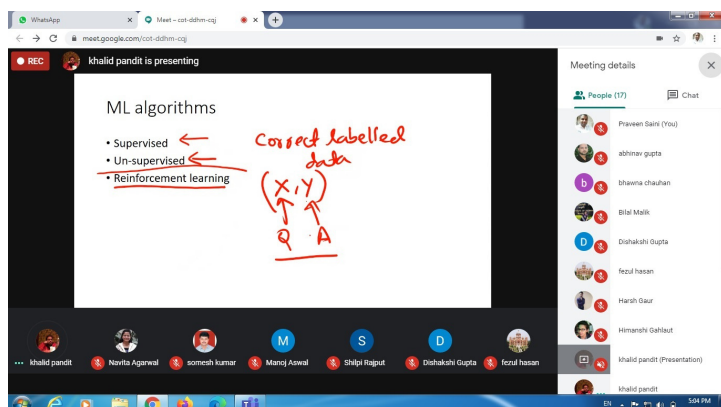 WhatsApp
Meet – cot-ddhm-cqj
meet.google.com/cot-ddhm-cqj
REC
khalid pandit is presenting
ML algorithms
• Supervised
• Un-supervised
• Reinforcement learning
Correct labelled
data
(X, Y)
Q A
khalid pandit
Navita Agarwal
somesh kumar
M
Manoj Aswal
S
Shilpi Rajput
D
Dishakshi Gupta
fezul hasan
Meeting details
People (17)
Chat
Praveen Saini (You)
abhinav gupta
b
bhawna chauhan
Bilal Malik
D
Dishakshi Gupta
fezul hasan
Harsh Gaur
Himanshi Gahlaut
khalid pandit (Presentation)
khalid pandit
EN
5:04 PM